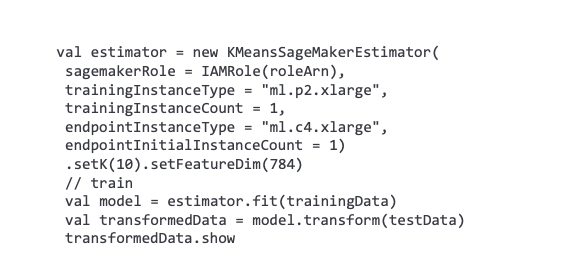 val estimator = new KMeansSageMakerEstimator(
sagemakerRole = IAMRole(roleArn),
trainingInstanceType = "ml.p2.xlarge",
trainingInstanceCount = 1,
endpointInstanceType = "ml.c4.xlarge",
endpointInitialInstanceCount = 1)
.setK(10).setFeatureDim(784)
// train
val model = estimator.fit(trainingData)
val transformedData = model.transform(testData)
transformedData.show